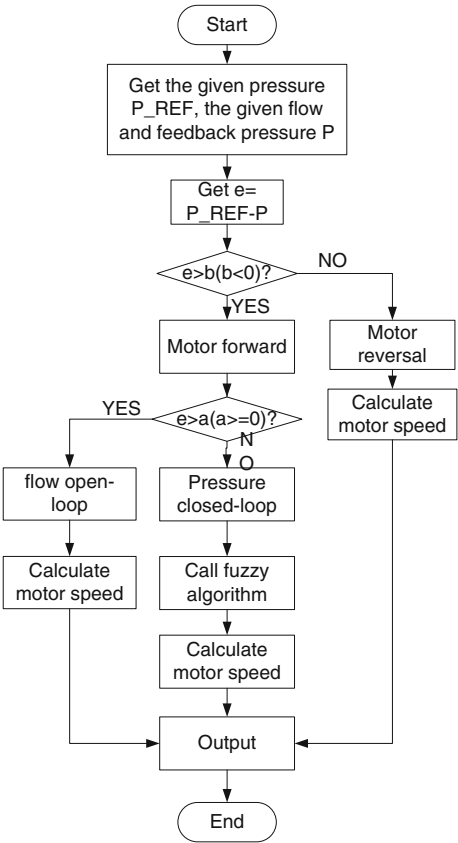 Start
Get the given pressure
P_REF, the given flow
and feedback pressure P
Get e=
P_REF-P
e>b(b<0)?
NO
YES
Motor forward
Motor
reversal
Calculate
motor speed
e>a(a>=0)?
YES
N
O
flow open-
loop
Pressure
closed-loop
Calculate
motor speed
Call fuzzy
algorithm
Calculate
motor speed
Output
End